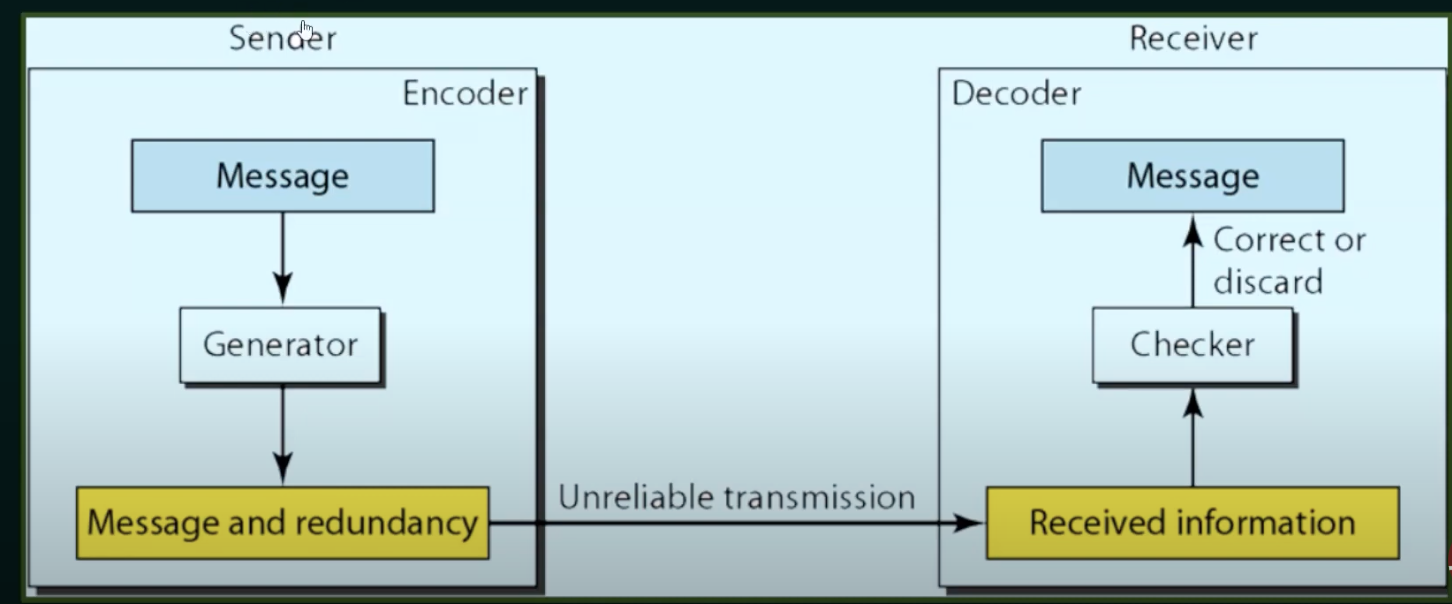 Sender
Encoder
Message
Generator
Message and redundancy
Unreliable transmission
Receiver
Decoder
Message
Correct or
discard
Checker
Received information